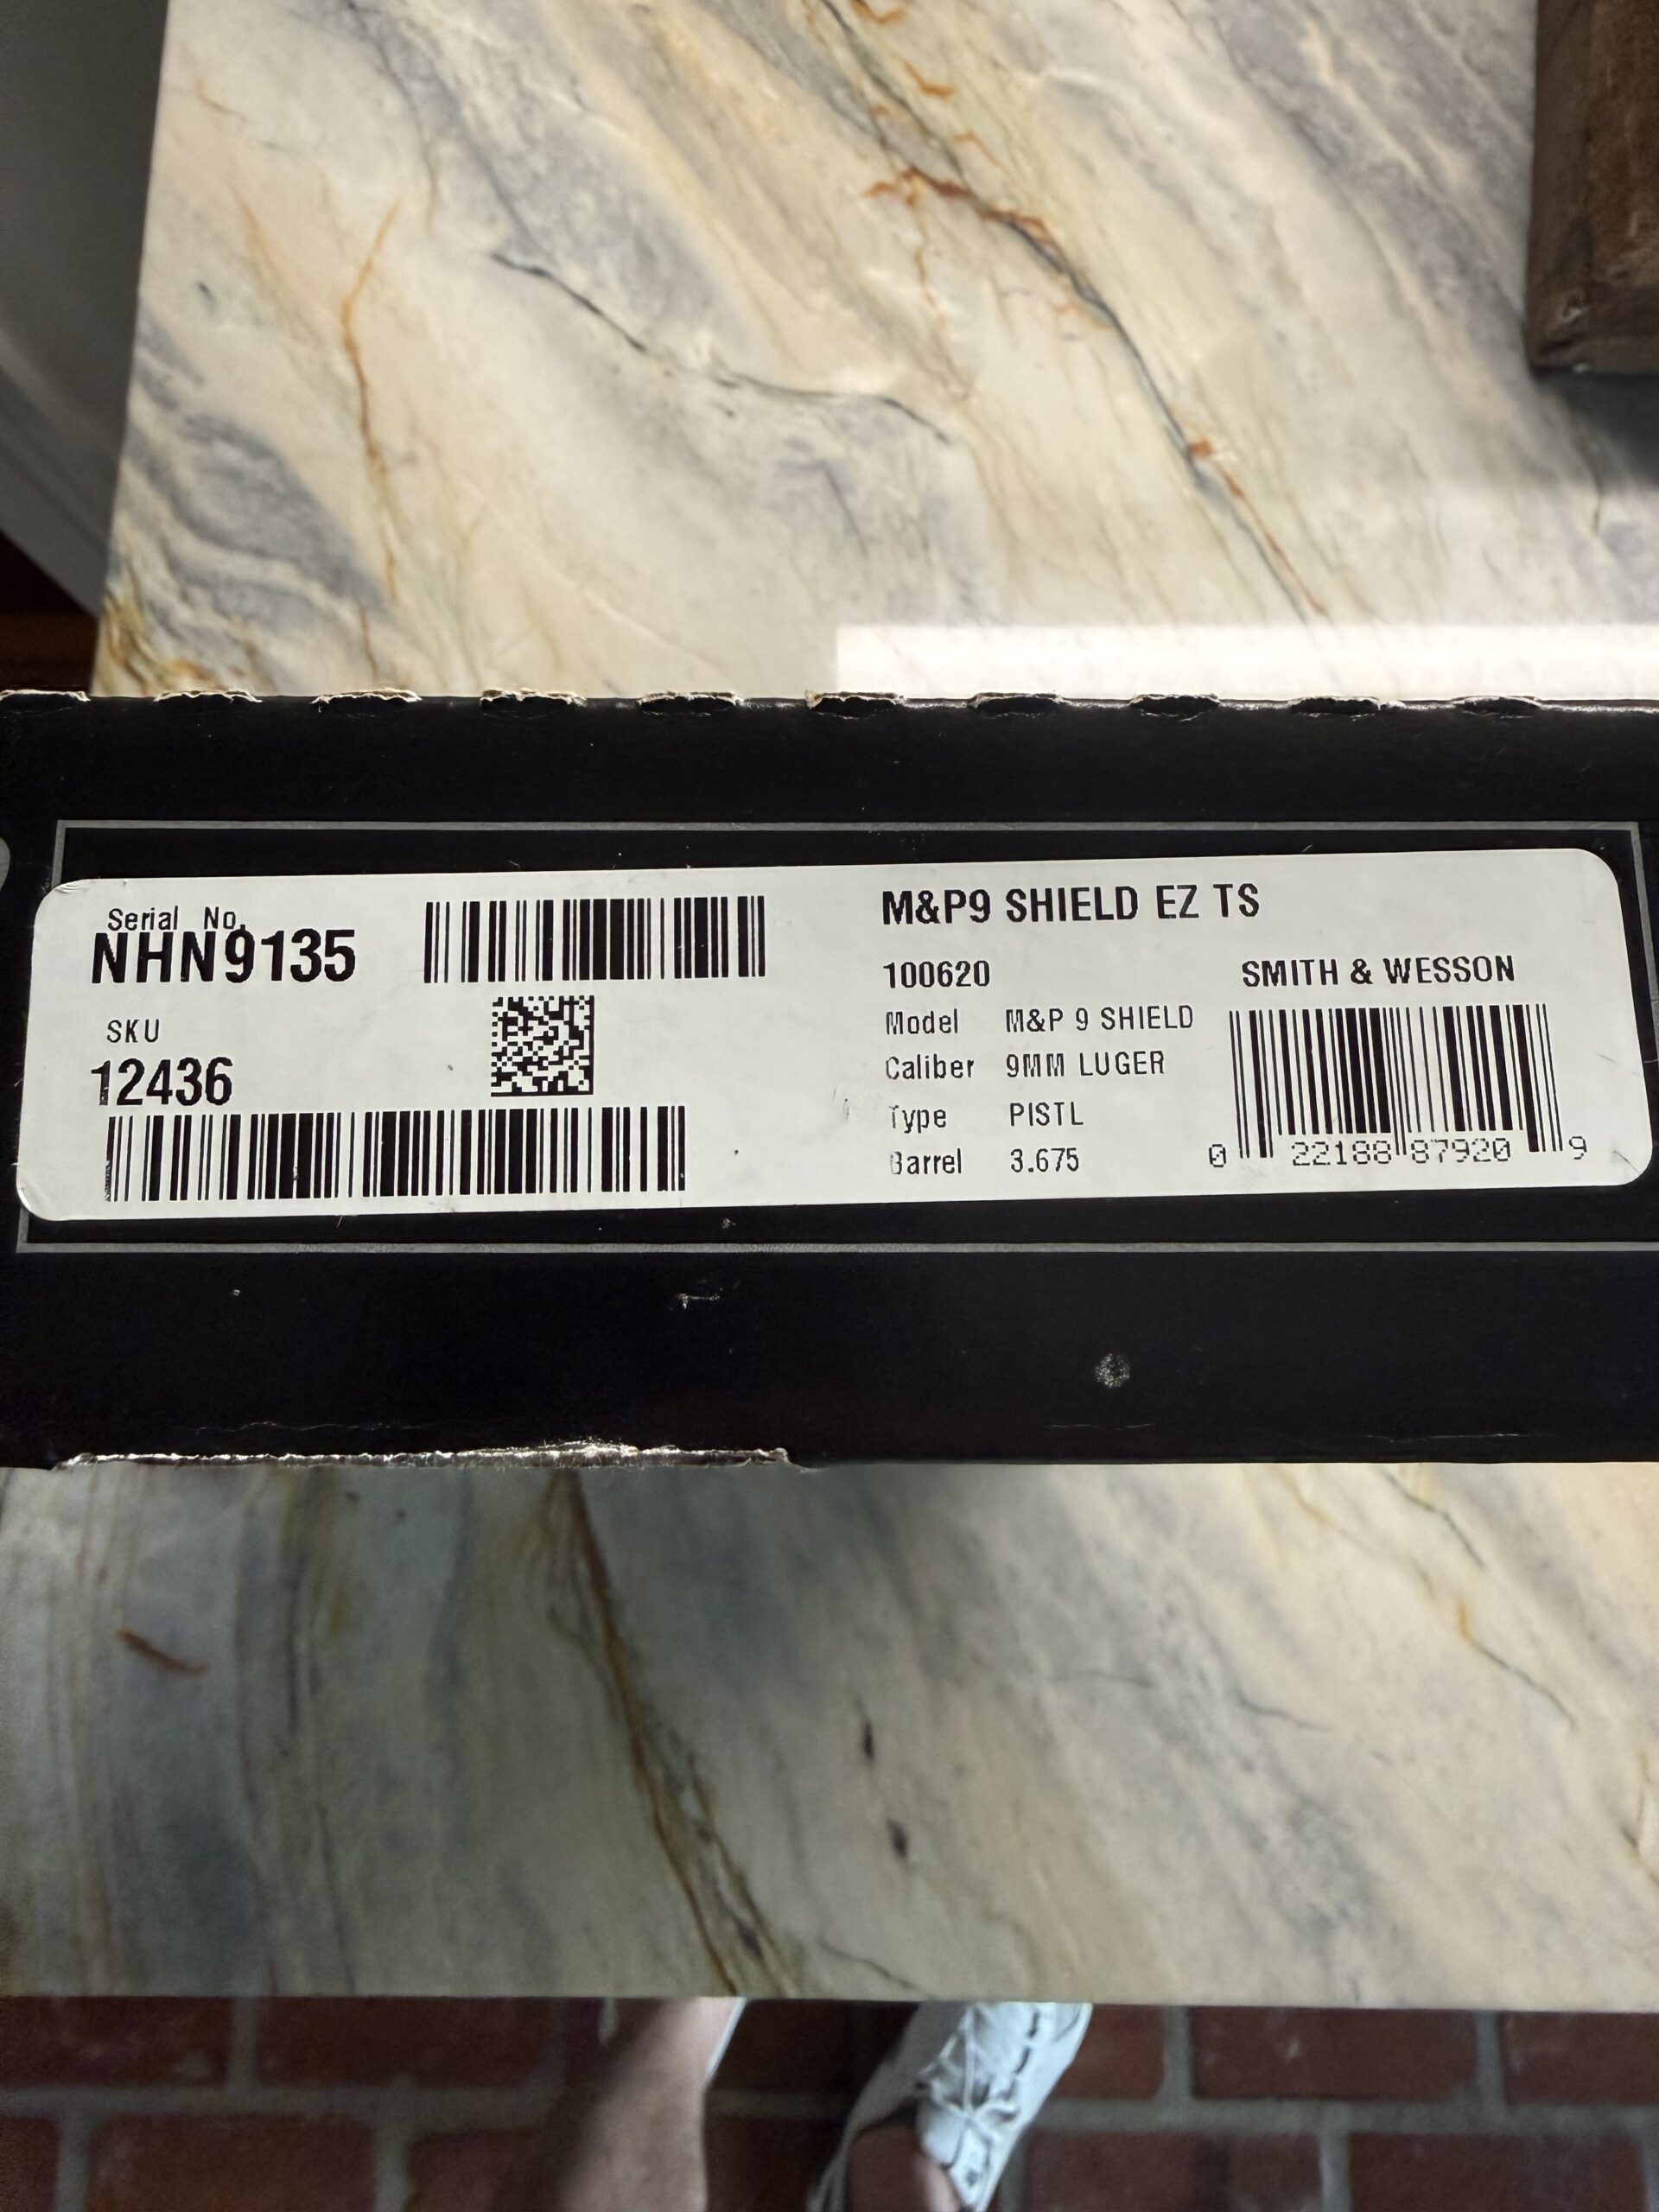 Serial No.
NHN9135
SKU
12436
M&P9 SHIELD EZ TS
100620
SMITH & WESSON
Model M&P 9 SHIELD
Caliber 9MM LUGER
Type PISTL
Barrel 3.675
0 22188 87920 9